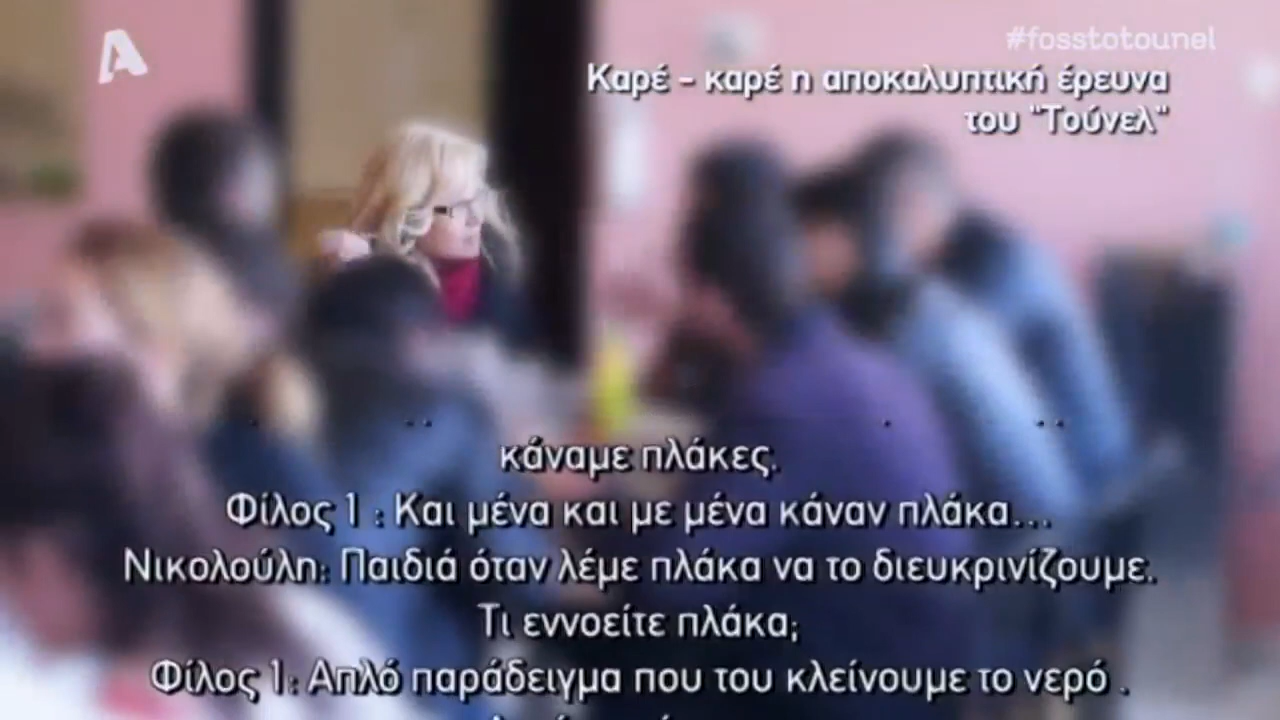 #fosstotounel
Καρέ - καρέ η αποκαλυπτική έρευνα
του "Τούνελ"
κάναμε πλάκες.
Φίλος 1 : Και μένα και με μένα κάναν πλάκα...
Νικολούλη: Παιδιά όταν λέμε πλάκα να το διευκρινίζουμε.
Τι εννοείτε πλάκα;
Φίλος 1: Απλό παράδειγμα που του κλείνουμε το νερό .